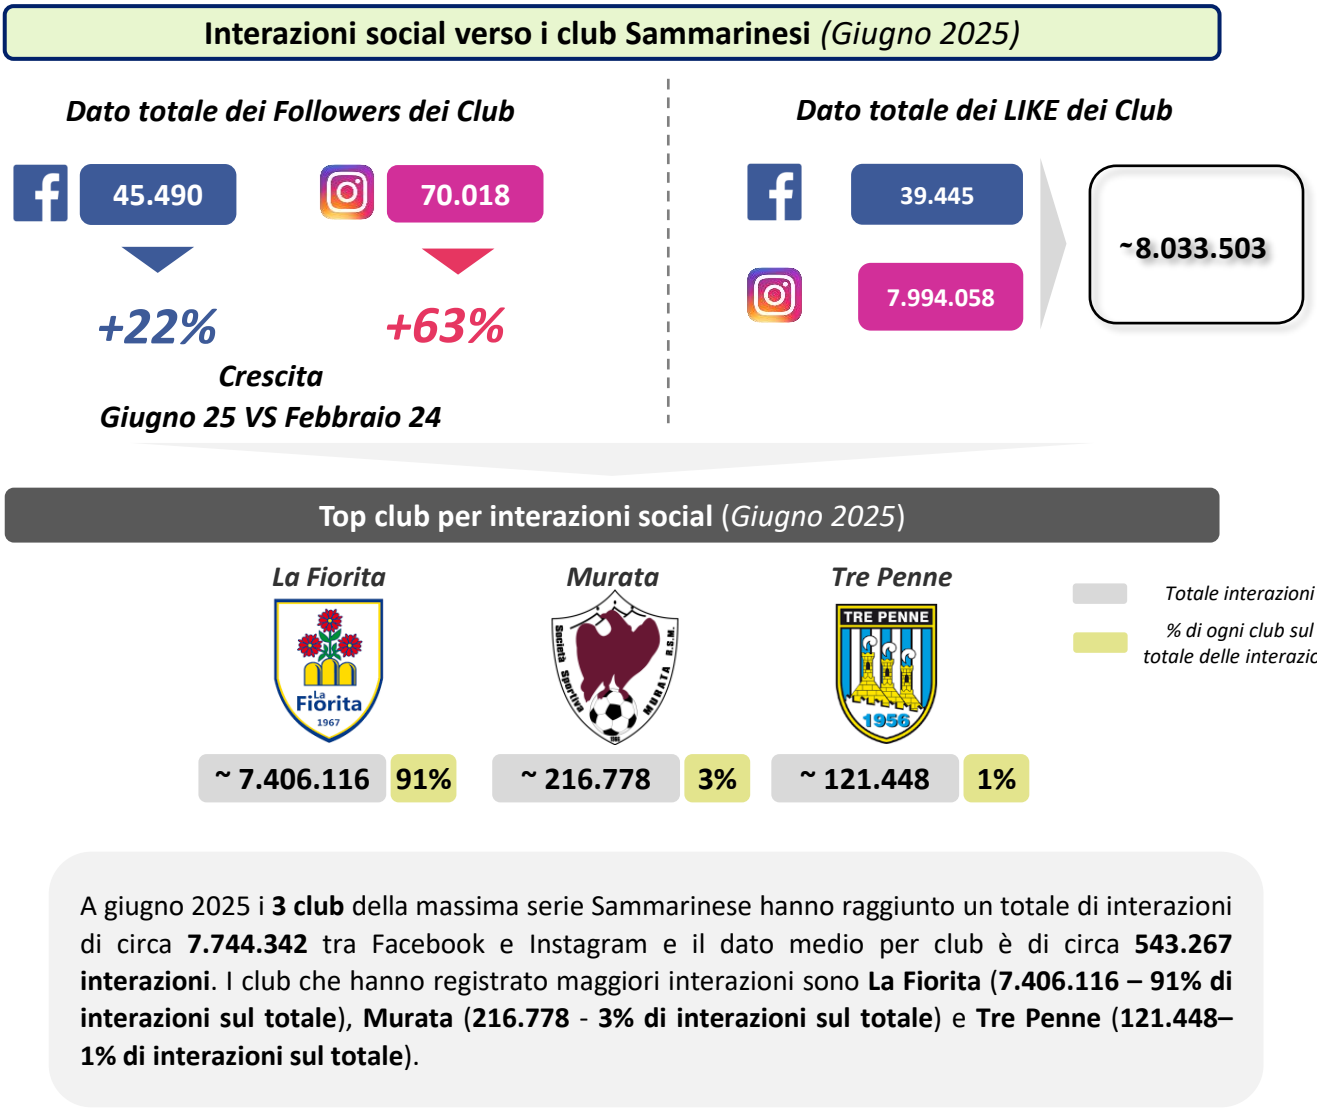 Interazioni social verso i club Sammarinesi (Giugno 2025)
Dato totale dei Followers dei Club
45.490
70.018
+22%
+63%
Crescita
Giugno 25 VS Febbraio 24
Dato totale dei LIKE dei Club
39.445
7.994.058
~8.033.503
Top club per interazioni social (Giugno 2025)
La Fiorita
Murata
Tre Penne
La
Fiorita
1967
Società Sportiva
MURATA R.S.M.
TRE PENNE
1956
Totale interazioni
% di ogni club sul
totale delle interazio
~ 7.406.116
91%
~ 216.778
3%
~ 121.448
1%
A giugno 2025 i 3 club della massima serie Sammarinese hanno raggiunto un totale di interazioni
di circa 7.744.342 tra Facebook e Instagram e il dato medio per club è di circa 543.267
interazioni. I club che hanno registrato maggiori interazioni sono La Fiorita (7.406.116 – 91% di
interazioni sul totale), Murata (216.778 - 3% di interazioni sul totale) e Tre Penne (121.448–
1% di interazioni sul totale).